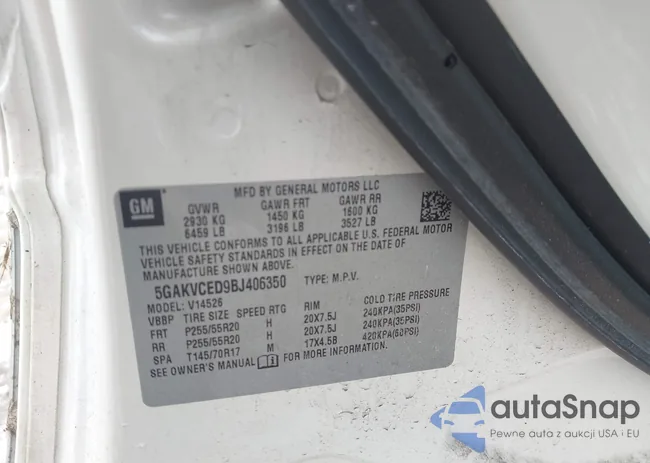 GM
MFD BY GENERAL MOTORS LLC
GVWR GAWR FRT GAWR RR
2930 KG 1450 KG 1600 KG
6459 LB 3196 LB 3527 LB
THIS VEHICLE CONFORMS TO ALL APPLICABLE U.S. FEDERAL MOTOR
VEHICLE SAFETY STANDARDS IN EFFECT ON THE DATE OF
MANUFACTURE SHOWN ABOVE.
5GAKVCED9BJ406350 TYPE: M.P.V.
MODEL: V14526
VBBP TIRE SIZE SPEED RTG RIM COLD TIRE PRESSURE
FRT P255/55R20 H 20X7.5J 240KPA(35PSI)
RR P255/55R20 H 20X7.5J 240KPA(35PSI)
SPA T145/70R17 M 17X4.5B 420KPA(60PSI)
SEE OWNER'S MANUAL FOR ADDITIONAL INFORMATION.
autaSnap
Pewne auta z aukcji USA i EU